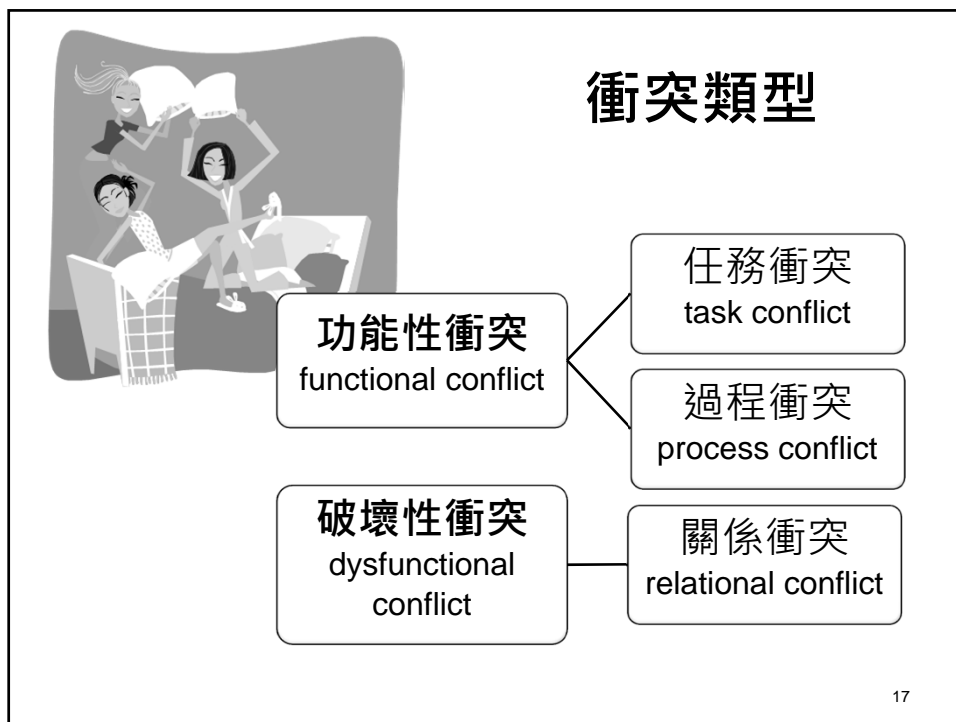 衝突類型
功能性衝突
functional conflict
任務衝突
task conflict
過程衝突
process conflict
破壞性衝突
dysfunctional
conflict
關係衝突
relational conflict
17